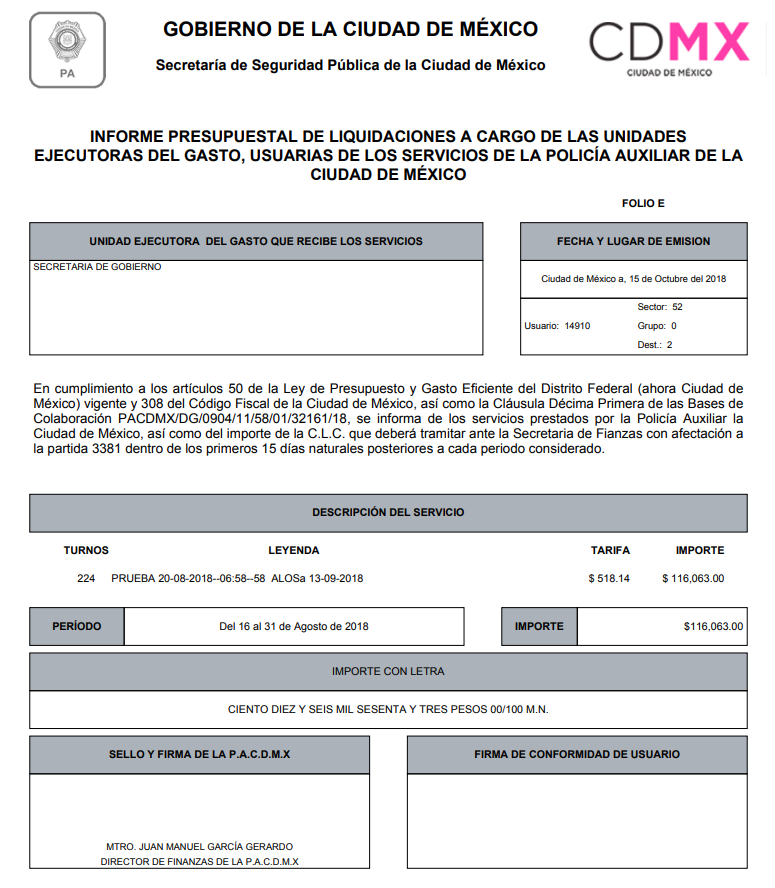 PA
GOBIERNO DE LA CIUDAD DE MÉXICO
Secretaría de Seguridad Pública de la Ciudad de México
CDMX
CIUDAD DE MÉXICO
INFORME PRESUPUESTAL DE LIQUIDACIONES A CARGO DE LAS UNIDADES
EJECUTORAS DEL GASTO, USUARIAS DE LOS SERVICIOS DE LA POLICÍA AUXILIAR DE LA
CIUDAD DE MÉXICO
FOLIO E
UNIDAD EJECUTORA DEL GASTO QUE RECIBE LOS SERVICIOS
SECRETARIA DE GOBIERNO
FECHA Y LUGAR DE EMISION
Ciudad de México a, 15 de Octubre del 2018
Sector: 52
Usuario: 14910
Grupo: 0
Dest.: 2
En cumplimiento a los artículos 50 de la Ley de Presupuesto y Gasto Eficiente del Distrito Federal (ahora Ciudad de
México) vigente y 308 del Código Fiscal de la Ciudad de México, así como la Cláusula Décima Primera de las Bases de
Colaboración PACDMX/DG/0904/11/58/01/32161/18, se informa de los servicios prestados por la Policía Auxiliar la
Ciudad de México, así como del importe de la C.L.C. que deberá tramitar ante la Secretaria de Fianzas con afectación a
la partida 3381 dentro de los primeros 15 días naturales posteriores a cada periodo considerado.
DESCRIPCIÓN DEL SERVICIO
TURNOS LEYENDA TARIFA IMPORTE
224 PRUEBA 20-08-2018--06:58--58 ALOSa 13-09-2018 $ 518.14 $ 116,063.00
PERÍODO Del 16 al 31 de Agosto de 2018 IMPORTE $116,063.00
IMPORTE CON LETRA
CIENTO DIEZ Y SEIS MIL SESENTA Y TRES PESOS 00/100 M.N.
SELLO Y FIRMA DE LA P.A.C.D.M.X
MTRO. JUAN MANUEL GARCÍA GERARDO
DIRECTOR DE FINANZAS DE LA P.A.C.D.M.X
FIRMA DE CONFORMIDAD DE USUARIO